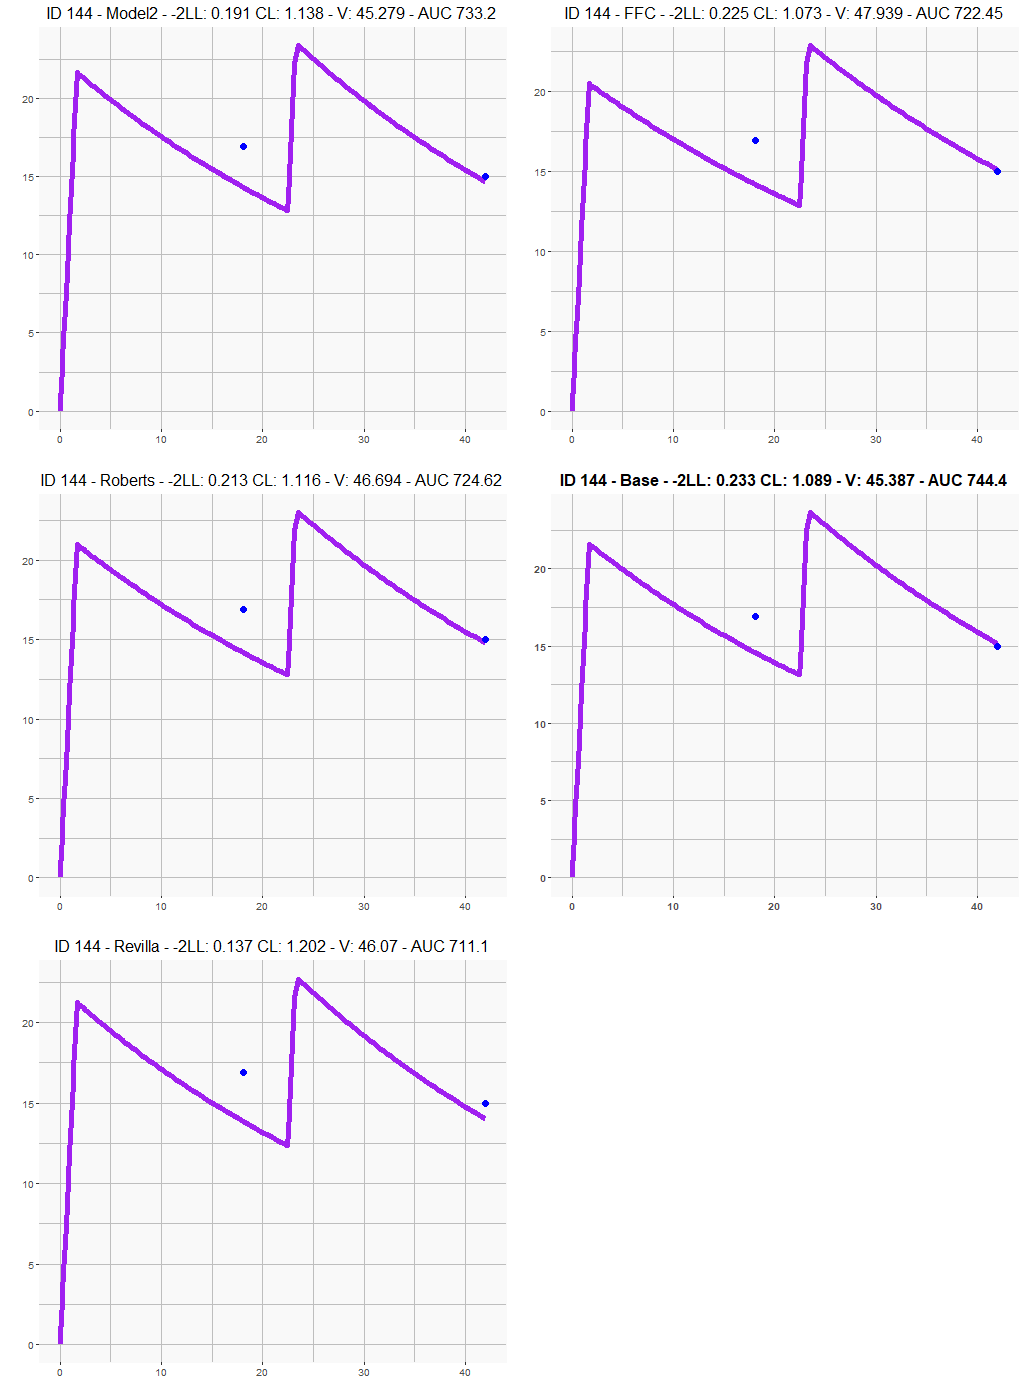 ID 144 - Model2 - -2LL: 0.191 CL: 1.138 - V: 45.279 - AUC 733.2
20
15
10
5
0
0 10 20 30 40
ID 144 - FFC - -2LL: 0.225 CL: 1.073 - V: 47.939 - AUC 722.45
20
15
10
5
0
0 10 20 30 40
ID 144 - Roberts - -2LL: 0.213 CL: 1.116 - V: 46.694 - AUC 724.62
20
15
10
5
0
0 10 20 30 40
ID 144 - Base - -2LL: 0.233 CL: 1.089 - V: 45.387 - AUC 744.4
20
15
10
5
0
0 10 20 30 40
ID 144 - Revilla - -2LL: 0.137 CL: 1.202 - V: 46.07 - AUC 711.1
20
15
10
5
0
0 10 20 30 40